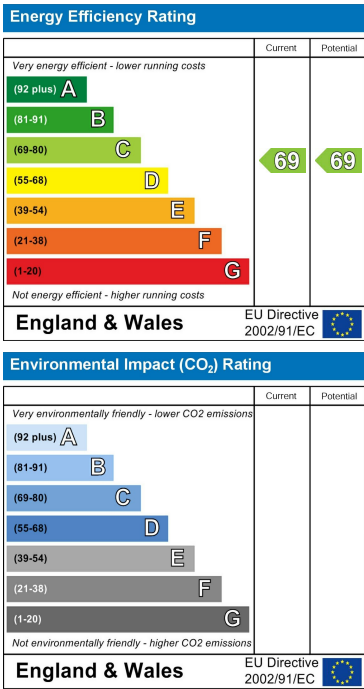 Energy Efficiency Rating
Current Potential
Very energy efficient - lower running costs
(92 plus) A
(81-91) B
(69-80) C 69 69
(55-68) D
(39-54) E
(21-38) F
(1-20) G
Not energy efficient - higher running costs
England & Wales
EU Directive
2002/91/EC
Environmental Impact (CO₂) Rating
Current Potential
Very environmentally friendly - lower CO2 emissions
(92 plus) A
(81-91) B
(69-80) C
(55-68) D
(39-54) E
(21-38) F
(1-20) G
Not environmentally friendly - higher CO2 emissions
England & Wales
EU Directive
2002/91/EC